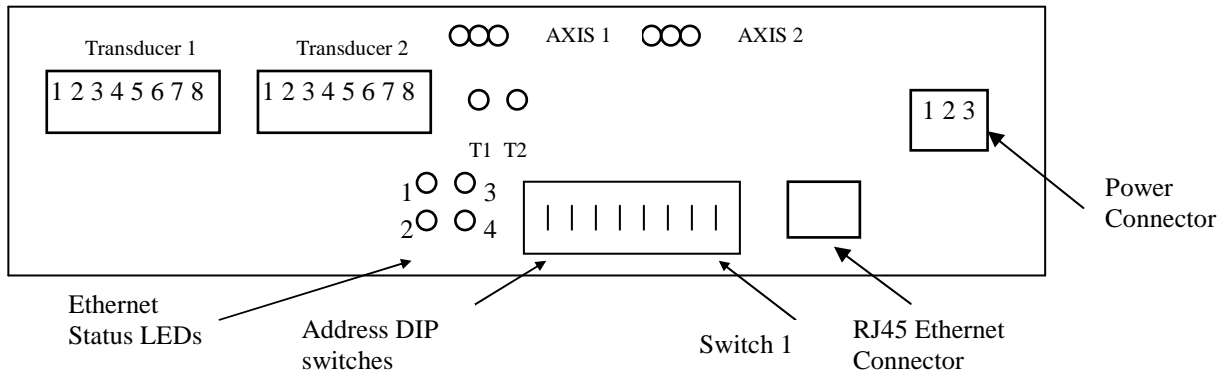 AXIS 1
AXIS 2
Transducer 1
Transducer 2
1 2 3 4 5 6 7 8
1 2 3 4 5 6 7 8
1 2 3
T1 T2
1
3
2
4
Power
Connector
Ethernet
Status LEDs
Address DIP
switches
Switch 1
RJ45 Ethernet
Connector